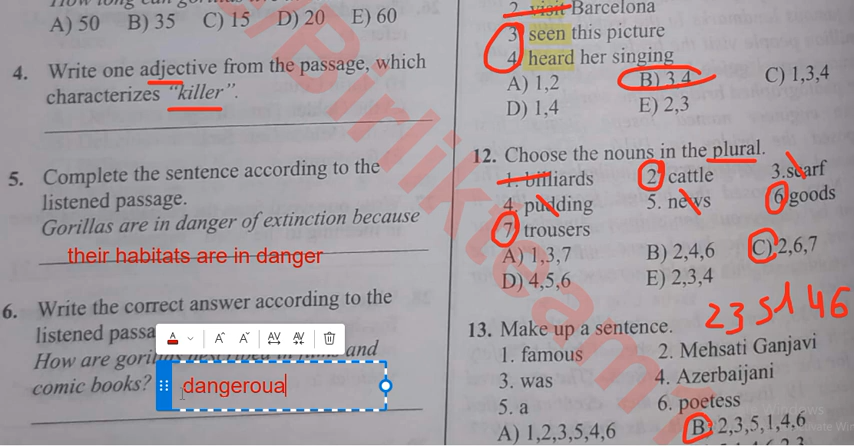 A) 50 B) 35 C) 15 D) 20 E) 60
4. Write one adjective from the passage, which
characterizes “killer”.
5. Complete the sentence according to the
listened passage.
Gorillas are in danger of extinction because
their habitats are in danger
6. Write the correct answer according to the
listened
How are and
comic books?
dangeroua
2. visit Barcelona
3. seen this picture
4. heard her singing
A) 1,2 B) 3,4 C) 1,3,4
D) 1,4 E) 2,3
12. Choose the nouns in the plural.
1. billiards 2. cattle 3.scarf
4. pudding 5. news 6. goods
7. trousers
A) 1,3,7 B) 2,4,6 C) 2,6,7
D) 4,5,6 E) 2,3,4
235146
13. Make up a sentence.
1. famous 2. Mehsati Ganjavi
3. was 4. Azerbaijani
5. a 6. poetess
A) 1,2,3,5,4,6 B) 2,3,5,1,4,6